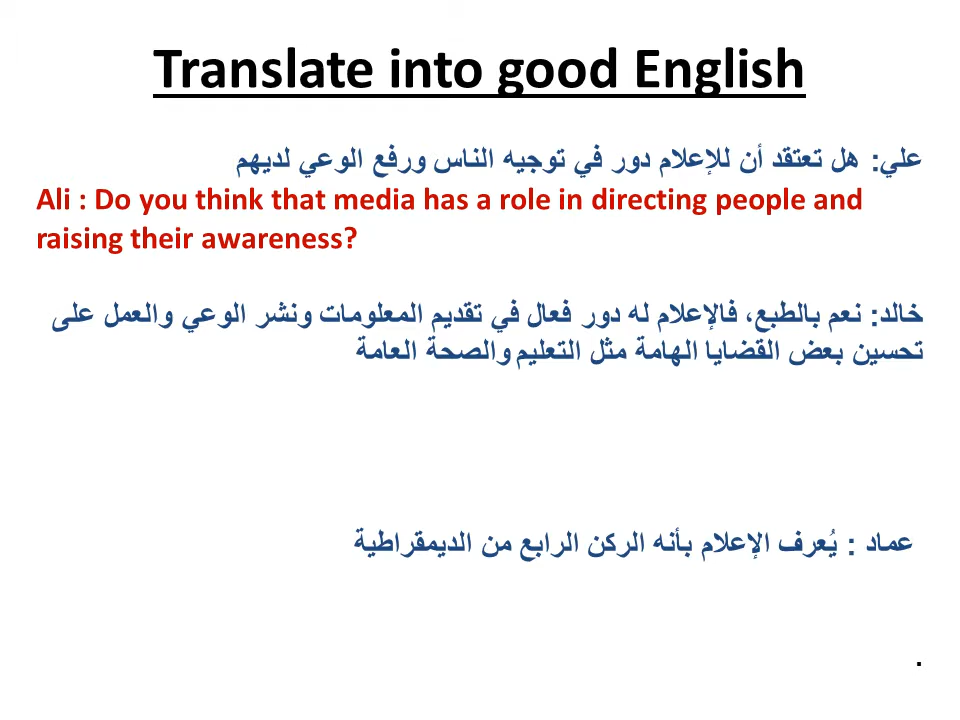 Translate into good English
علي: هل تعتقد أن للإعلام دور في توجيه الناس ورفع الوعي لديهم
Ali : Do you think that media has a role in directing people and
raising their awareness?
خالد: نعم بالطبع، فالإعلام له دور فعال في تقديم المعلومات ونشر الوعي والعمل على
تحسين بعض القضايا الهامة مثل التعليم والصحة العامة
عماد : يُعرف الإعلام بأنه الركن الرابع من الديمقراطية
.